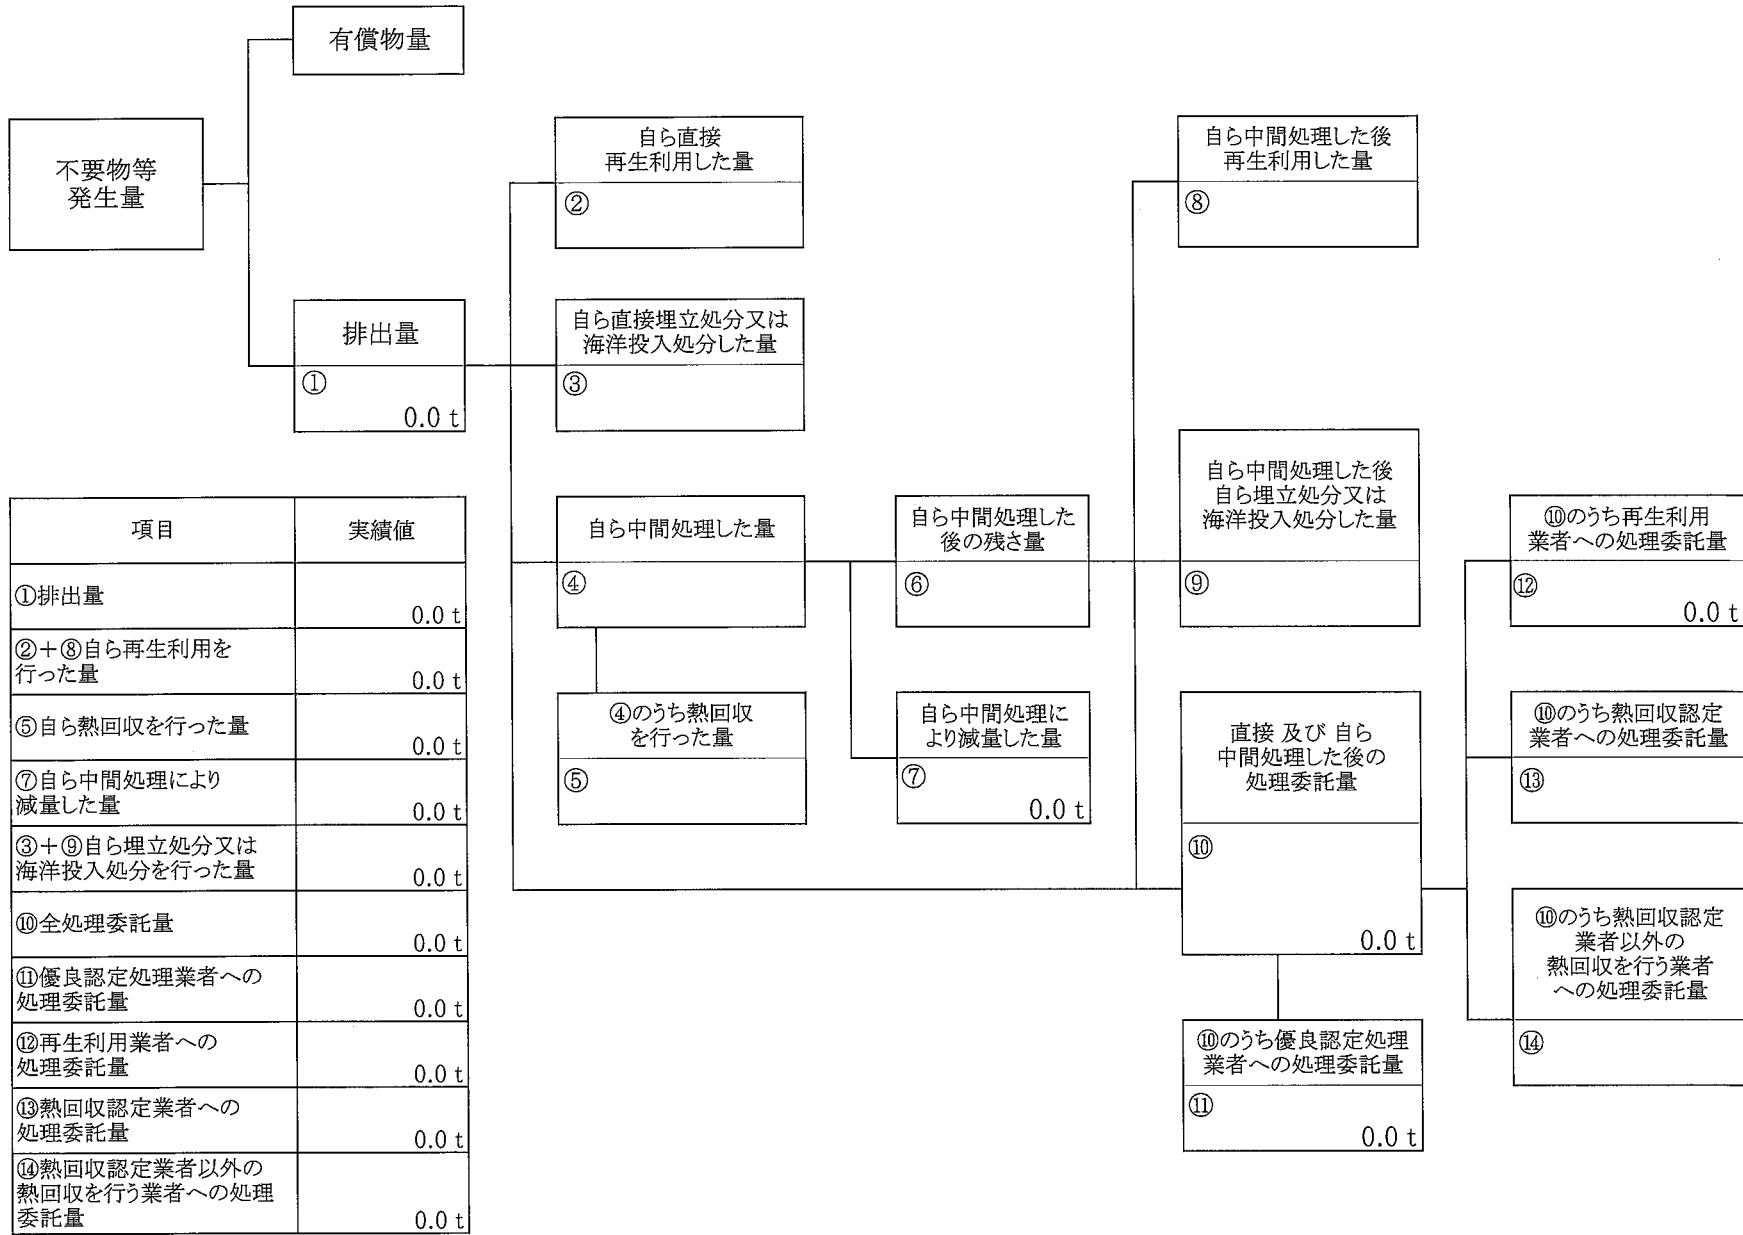 有償物量
不要物等
発生量
排出量
①
0.0 t
自ら直接
再生利用した量
②
自ら直接埋立処分又は
海洋投入処分した量
③
自ら中間処理した量
④
④のうち熱回収
を行った量
⑤
自ら中間処理した
後の残さ量
⑥
自ら中間処理に
より減量した量
⑦
0.0 t
自ら中間処理した後
再生利用した量
⑧
自ら中間処理した後
自ら埋立処分又は
海洋投入処分した量
⑨
直接 及び 自ら
中間処理した後の
処理委託量
⑩
0.0 t
⑩のうち優良認定処理
業者への処理委託量
⑪
0.0 t
⑩のうち再生利用
業者への処理委託量
⑫
0.0 t
⑩のうち熱回収認定
業者への処理委託量
⑬
⑩のうち熱回収認定
業者以外の
熱回収を行う業者
への処理委託量
⑭
項目 実績値
①排出量
0.0 t
②+⑧自ら再生利用を
行った量
0.0 t
⑤自ら熱回収を行った量
0.0 t
⑦自ら中間処理により
減量した量
0.0 t
③+⑨自ら埋立処分又は
海洋投入処分を行った量
0.0 t
⑩全処理委託量
0.0 t
⑪優良認定処理業者への
処理委託量
0.0 t
⑫再生利用業者への
処理委託量
0.0 t
⑬熱回収認定業者への
処理委託量
0.0 t
⑭熱回収認定業者以外の
熱回収を行う業者への処理
委託量
0.0 t